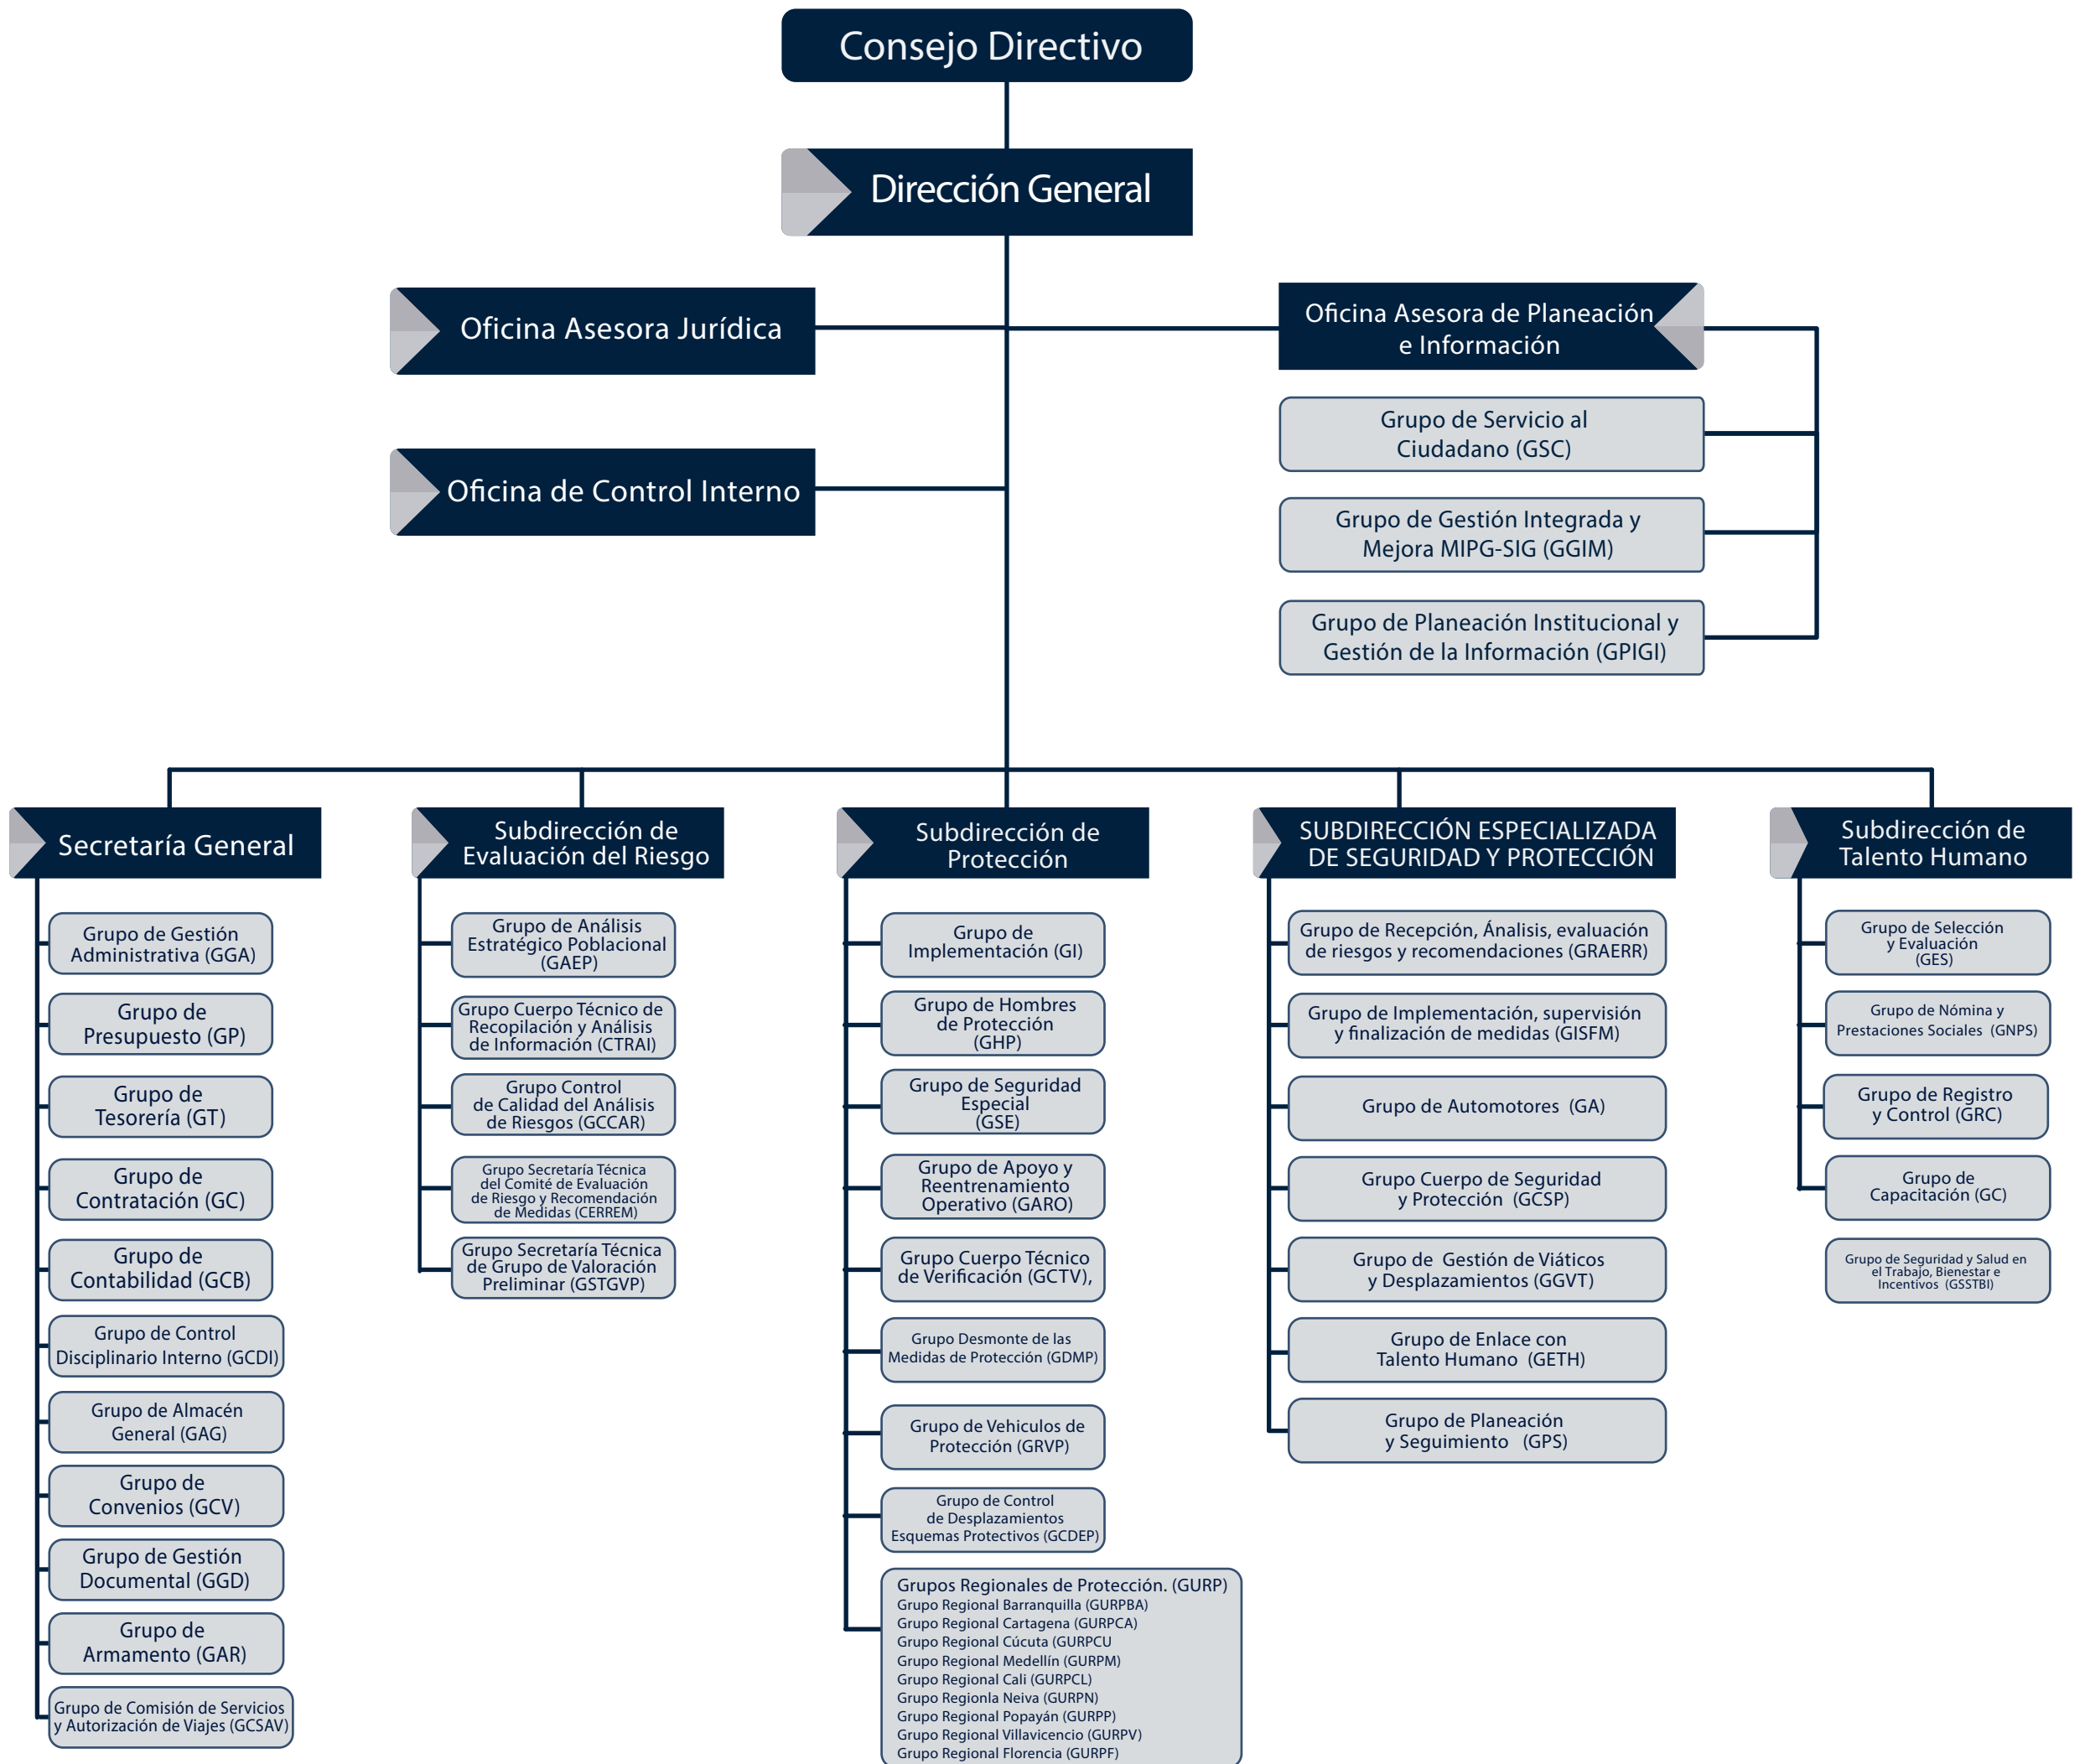 Consejo Directivo
Dirección General
Oficina Asesora Jurídica
Oficina Asesora de Planeación
e Información
Grupo de Servicio al
Ciudadano (GSC)
Oficina de Control Interno
Grupo de Gestión Integrada y
Mejora MIPG-SIG (GGIM)
Grupo de Planeación Institucional y
Gestión de la Información (GPIGI)
Secretaría General
Grupo de Gestión
Administrativa (GGA)
Grupo de
Presupuesto (GP)
Grupo de
Tesorería (GT)
Grupo de
Contratación (GC)
Grupo de
Contabilidad (GCB)
Grupo de Control
Disciplinario Interno (GCDI)
Grupo de Almacén
General (GAG)
Grupo de
Convenios (GCV)
Grupo de Gestión
Documental (GGD)
Grupo de
Armamento (GAR)
Grupo de Comisión de Servicios
y Autorización de Viajes (GCSAV)
Subdirección de
Evaluación del Riesgo
Grupo de Análisis
Estratégico Poblacional
(GAEP)
Grupo Cuerpo Técnico de
Recopilación y Análisis
de Información (CTRAI)
Grupo Control
de Calidad del Análisis
de Riesgos (GCCAR)
Grupo Secretaría Técnica
del Comité de Evaluación
de Riesgo y Recomendación
de Medidas (CERREM)
Grupo Secretaría Técnica
de Grupo de Valoración
Preliminar (GSTGVP)
Subdirección de
Protección
Grupo de
Implementación (GI)
Grupo de Hombres
de Protección
(GHP)
Grupo de Seguridad
Especial
(GSE)
Grupo de Apoyo y
Reentrenamiento
Operativo (GARO)
Grupo Cuerpo Técnico
de Verificación (GCTV),
Grupo Desmonte de las
Medidas de Protección (GDMP)
Grupo de Vehiculos de
Protección (GRVP)
Grupo de Control
de Desplazamientos
Esquemas Protectivos (GCDEP)
Grupos Regionales de Protección. (GURP)
Grupo Regional Barranquilla (GURPBA)
Grupo Regional Cartagena (GURPCA)
Grupo Regional Cúcuta (GURPCU
Grupo Regional Medellín (GURPM)
Grupo Regional Cali (GURPCL)
Grupo Regionla Neiva (GURPN)
Grupo Regional Popayán (GURPP)
Grupo Regional Villavicencio (GURPV)
Grupo Regional Florencia (GURPF)
SUBDIRECCIÓN ESPECIALIZADA
DE SEGURIDAD Y PROTECCIÓN
Grupo de Recepción, Ánalisis, evaluación
de riesgos y recomendaciones (GRAERR)
Grupo de Implementación, supervisión
y finalización de medidas (GISFM)
Grupo de Automotores (GA)
Grupo Cuerpo de Seguridad
y Protección (GCSP)
Grupo de Gestión de Viáticos
y Desplazamientos (GGVT)
Grupo de Enlace con
Talento Humano (GETH)
Grupo de Planeación
y Seguimiento (GPS)
Subdirección de
Talento Humano
Grupo de Selección
y Evaluación
(GES)
Grupo de Nómina y
Prestaciones Sociales (GNPS)
Grupo de Registro
y Control (GRC)
Grupo de
Capacitación (GC)
Grupo de Seguridad y Salud en
el Trabajo, Bienestar e
Incentivos (GSSTBI)